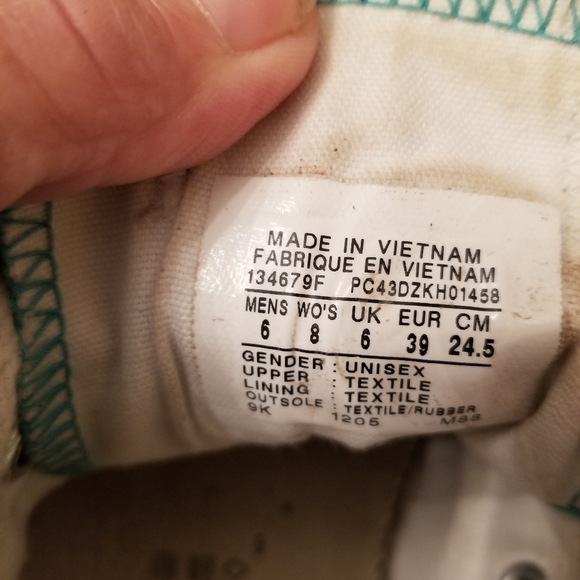 MADE IN VIETNAM
FABRIQUE EN VIETNAM
134679F PC43DZKH01458
MENS WO'S UK EUR CM
6 8 6 39 24.5
GENDER : UNISEX
UPPER : TEXTILE
LINING : TEXTILE
OUTSOLE : TEXTILE/RUBBER
9K 1205